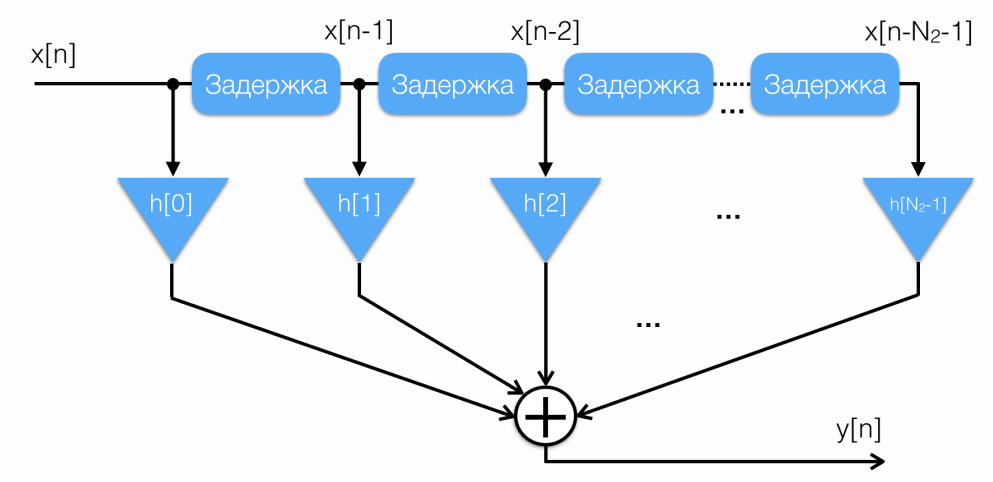 x[n]
x[n-1]
x[n-2]
x[n-N₂-1]
Задержка
Задержка
Задержка
......
...
Задержка
h[0]
h[1]
h[2]
...
h[N₂-1]
...
y[n]